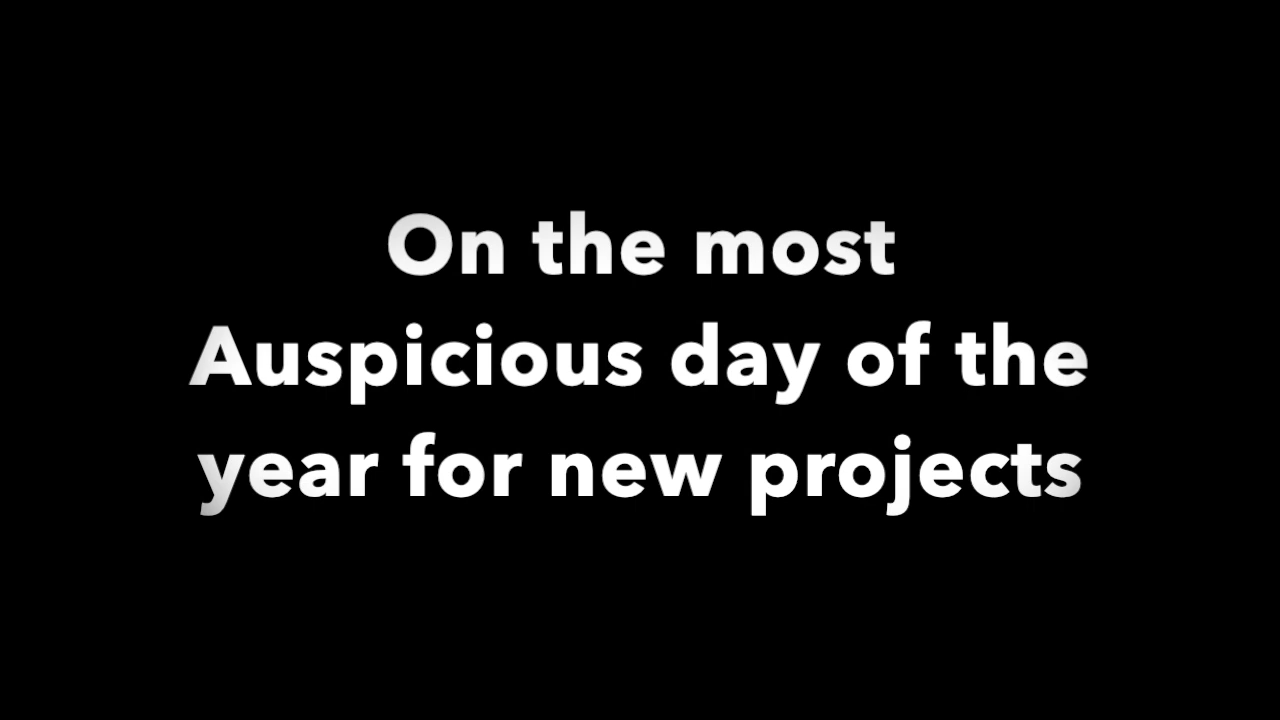 On the most
Auspicious day of the
year for new projects